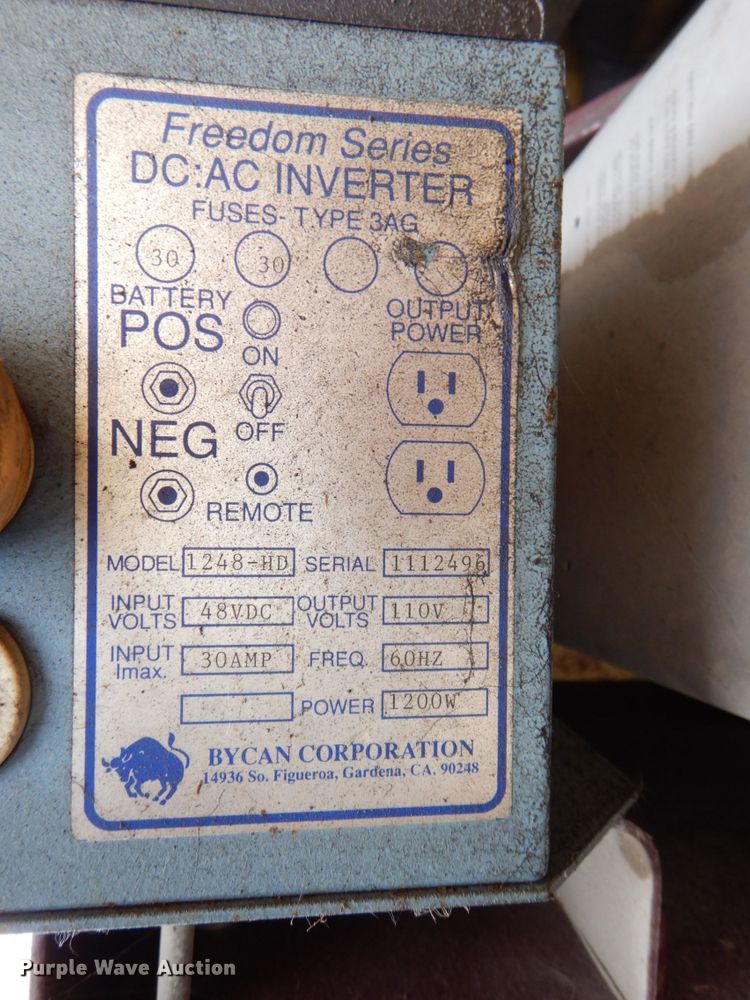 Freedom Series
DC:AC INVERTER
FUSES- TYPE 3AG
30 30
BATTERY
POS
ON
OUTPUT
POWER
NEG
OFF
REMOTE
MODEL 1248-HD SERIAL 1112496
INPUT VOLTS 48VDC OUTPUT VOLTS 110V
INPUT Imax. 30AMP FREQ. 60HZ
POWER 1200W
BYCAN CORPORATION
14936 So. Figueroa, Gardena, CA. 90248
Purple Wave Auction